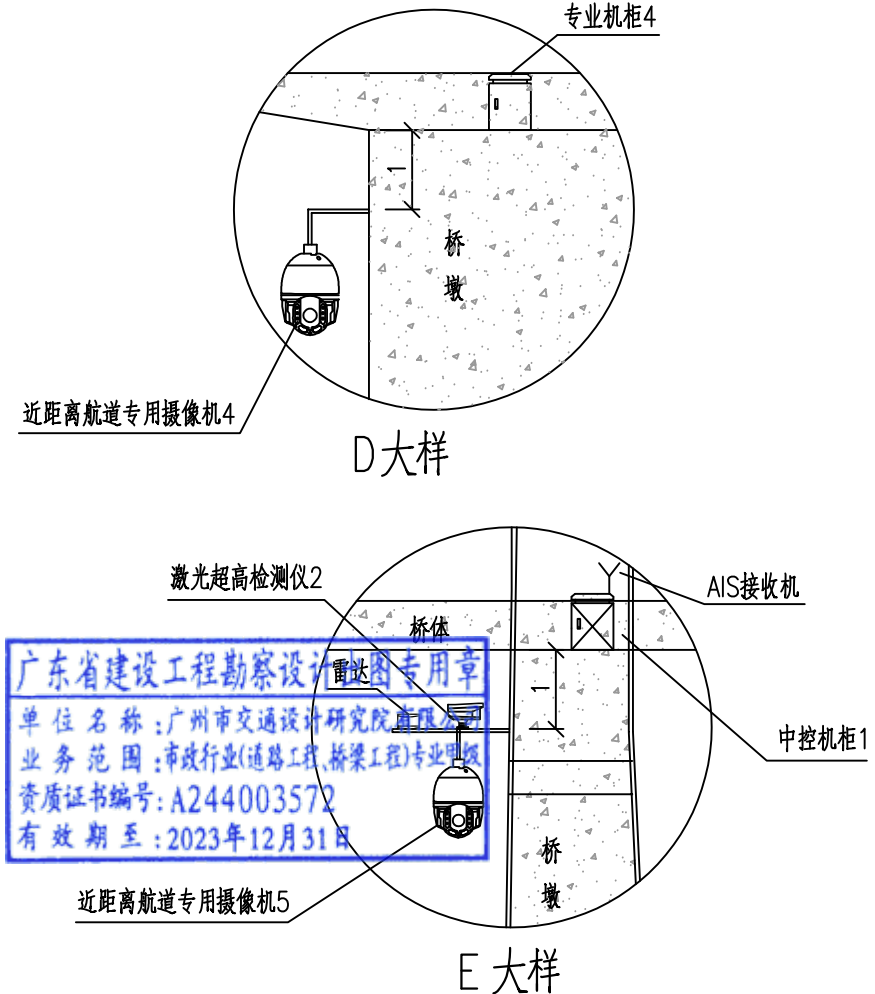 专业机柜4
1
桥
墩
近距离航道专用摄像机4
D大样
激光超高检测仪2
AIS接收机
桥体
雷达
1
中控机柜1
广东省建设工程勘察设计出图专用章
单位名称:广州市交通设计研究院有限公司
业务范围:市政行业(道路工程、桥梁工程)专业甲级
资质证书编号:A244003572
有效期至:2023年12月31日
桥
墩
近距离航道专用摄像机5
E大样